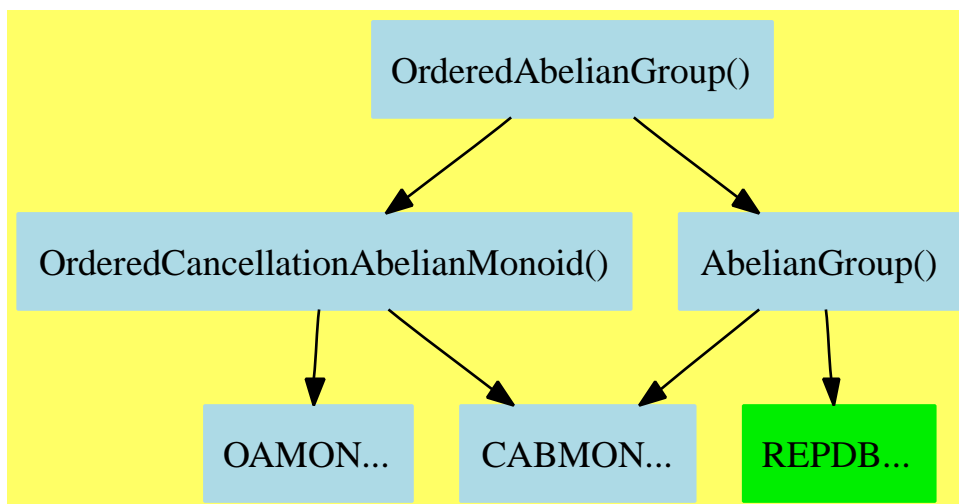 OrderedAbelianGroup()
OrderedCancellationAbelianMonoid()
AbelianGroup()
OAMON...
CABMON...
REPDB...